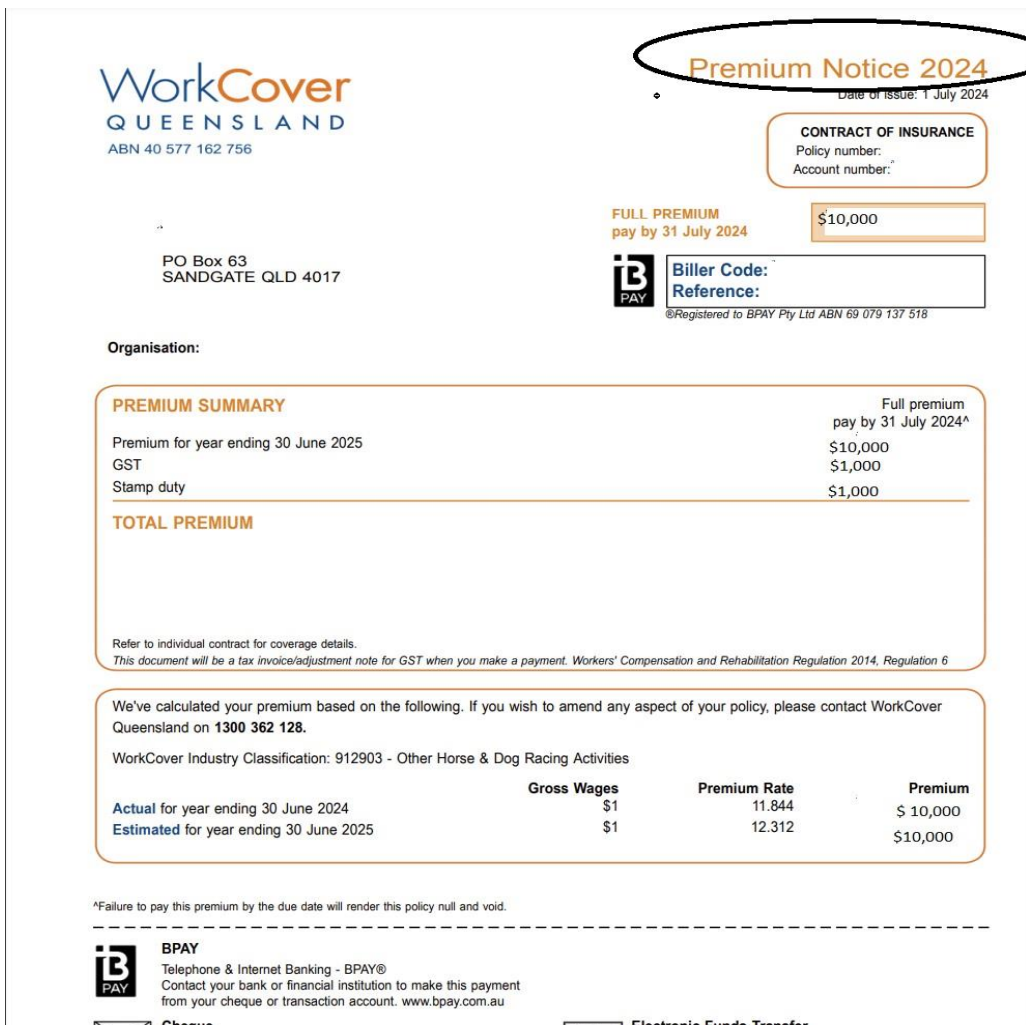 WorkCover
QUEENSLAND
ABN 40 577 162 756
Premium Notice 2024
Date of Issue: 1 July 2024
CONTRACT OF INSURANCE
Policy number:
Account number:
FULL PREMIUM
pay by 31 July 2024
$10,000
PO Box 63
SANDGATE QLD 4017
B
PAY
Biller Code:
Reference:
®Registered to BPAY Pty Ltd ABN 69 079 137 518
Organisation:
PREMIUM SUMMARY
Full premium
pay by 31 July 2024^
Premium for year ending 30 June 2025 $10,000
GST $1,000
Stamp duty $1,000
TOTAL PREMIUM
Refer to individual contract for coverage details.
This document will be a tax invoice/adjustment note for GST when you make a payment. Workers' Compensation and Rehabilitation Regulation 2014, Regulation 6
We've calculated your premium based on the following. If you wish to amend any aspect of your policy, please contact WorkCover
Queensland on 1300 362 128.
WorkCover Industry Classification: 912903 - Other Horse & Dog Racing Activities
Gross Wages Premium Rate Premium
Actual for year ending 30 June 2024 $1 11.844 $ 10,000
Estimated for year ending 30 June 2025 $1 12.312 $10,000
^Failure to pay this premium by the due date will render this policy null and void.
B
PAY
BPAY
Telephone & Internet Banking - BPAY®
Contact your bank or financial institution to make this payment
from your cheque or transaction account. www.bpay.com.au
Cheque Electronic Funds Transfer